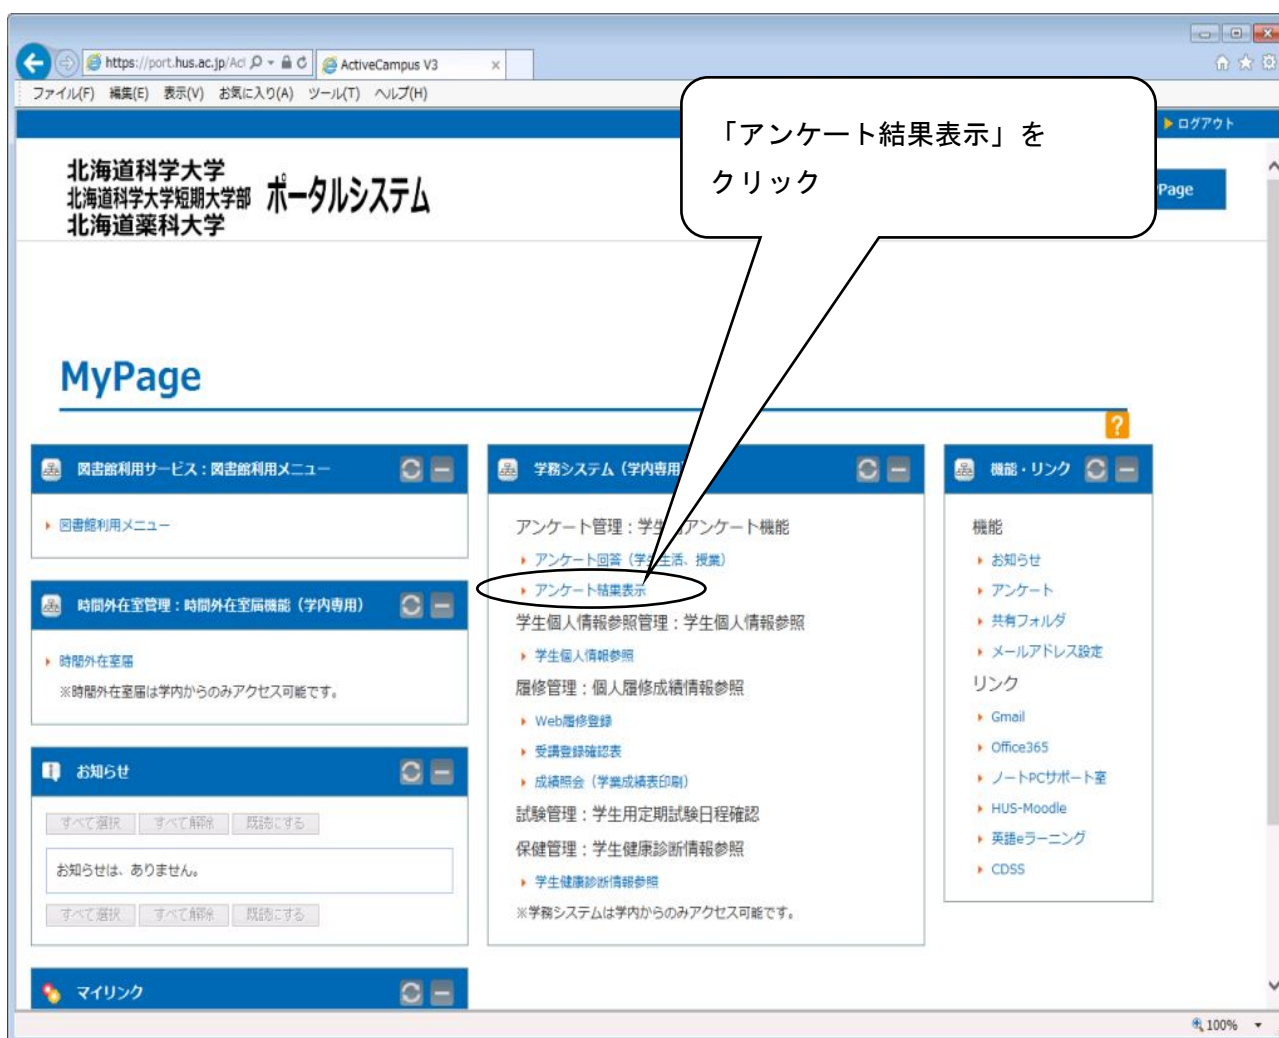 https://port.hus.ac.jp/Act
ActiveCampus V3
ファイル(F) 編集(E) 表示(V) お気に入り(A) ツール(T) ヘルプ(H)
ログアウト
「アンケート結果表示」を
クリック
北海道科学大学
北海道科学大学短期大学部
北海道薬科大学
ポータルシステム
Page
MyPage
?
図書館利用サービス:図書館利用メニュー
図書館利用メニュー
時間外在室管理:時間外在室届機能(学内専用)
時間外在室届
※時間外在室届は学内からのみアクセス可能です。
お知らせ
すべて選択 すべて解除 既読にする
お知らせは、ありません。
すべて選択 すべて解除 既読にする
マイリンク
学務システム(学内専用
アンケート管理:学生 アンケート機能
アンケート回答(学生生活、授業)
アンケート結果表示
学生個人情報参照管理:学生個人情報参照
学生個人情報参照
履修管理:個人履修成績情報参照
Web履修登録
受講登録確認表
成績照会(学業成績表印刷)
試験管理:学生用定期試験日程確認
保健管理:学生健康診断情報参照
学生健康診断情報参照
※学務システムは学内からのみアクセス可能です。
機能・リンク
機能
お知らせ
アンケート
共有フォルダ
メールアドレス設定
リンク
Gmail
Office365
ノートPCサポート室
HUS-Moodle
英語eラーニング
CDSS
100%